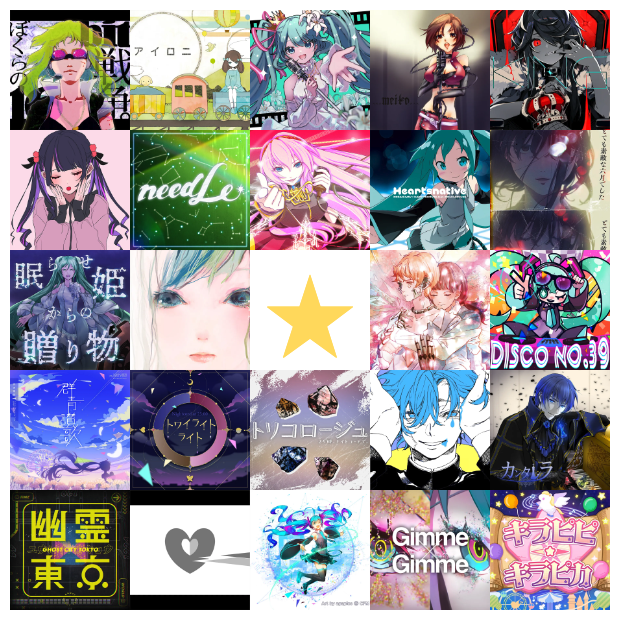 ぼくらの
戦争
アイロニ
meiko
needLe
Heartsnative
とても素敵な六月でした
とて
眠らせ姫
からの
贈り物
DISCO NO.39
群青讃歌
トワイライト
ライト
トリコロージュ
カンタレラ
幽霊
GHOST CITY TOKYO
東京
Gimme
×
Gimme
キラピピ
★
キラピカ